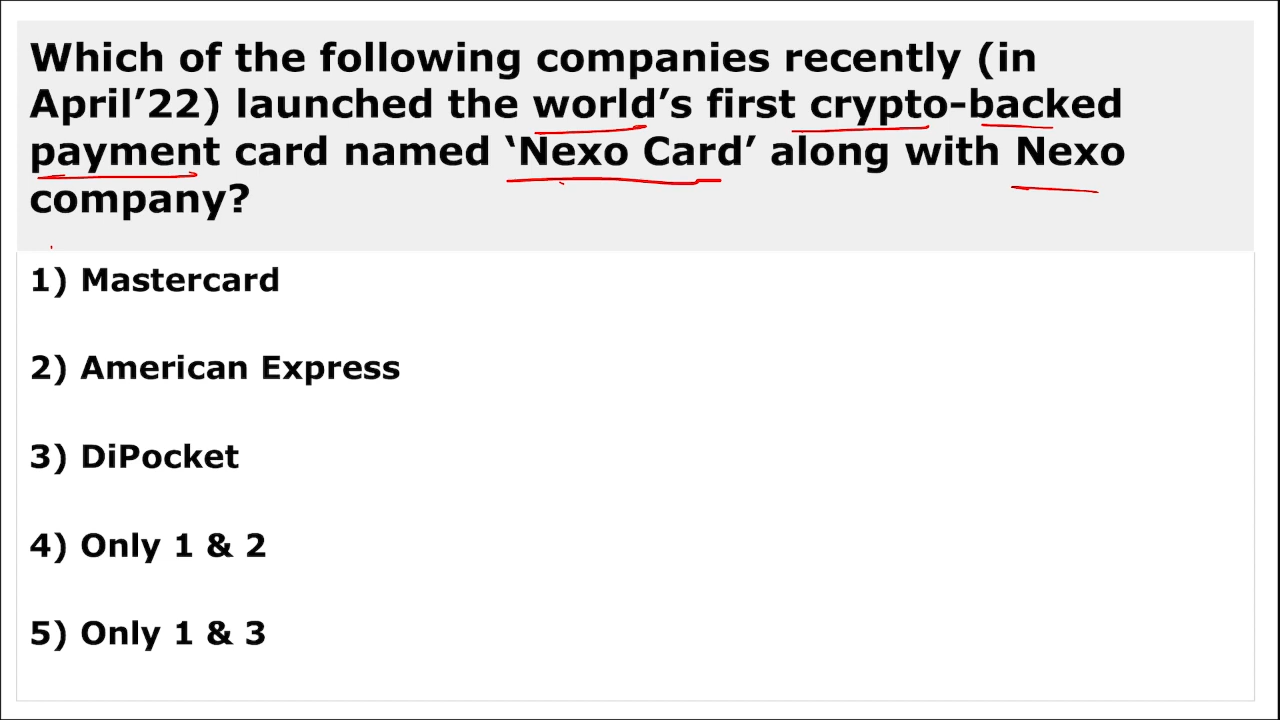 Which of the following companies recently (in
April’22) launched the world’s first crypto-backed
payment card named ‘Nexo Card’ along with Nexo
company?
1) Mastercard
2) American Express
3) DiPocket
4) Only 1 & 2
5) Only 1 & 3